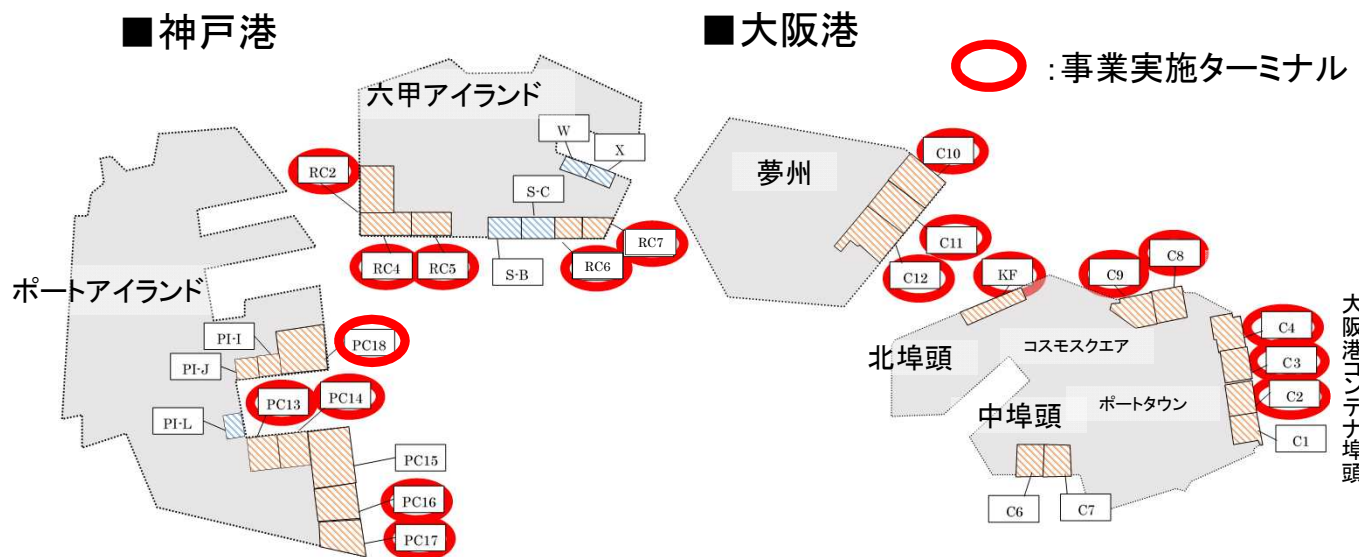 ■神戸港
■大阪港
:事業実施ターミナル
六甲アイランド
W
X
RC2
S-C
RC7
RC4
RC5
S-B
RC6
ポートアイランド
PI-I
PC18
PI-J
PC13
PC14
PI-L
PC15
PC16
PC17
夢州
C10
C11
C12
KF
C9
C8
北埠頭
コスモスクエア
C4
C3
C2
C1
中埠頭
ポートタウン
C6
C7
大阪港コンテナ埠頭